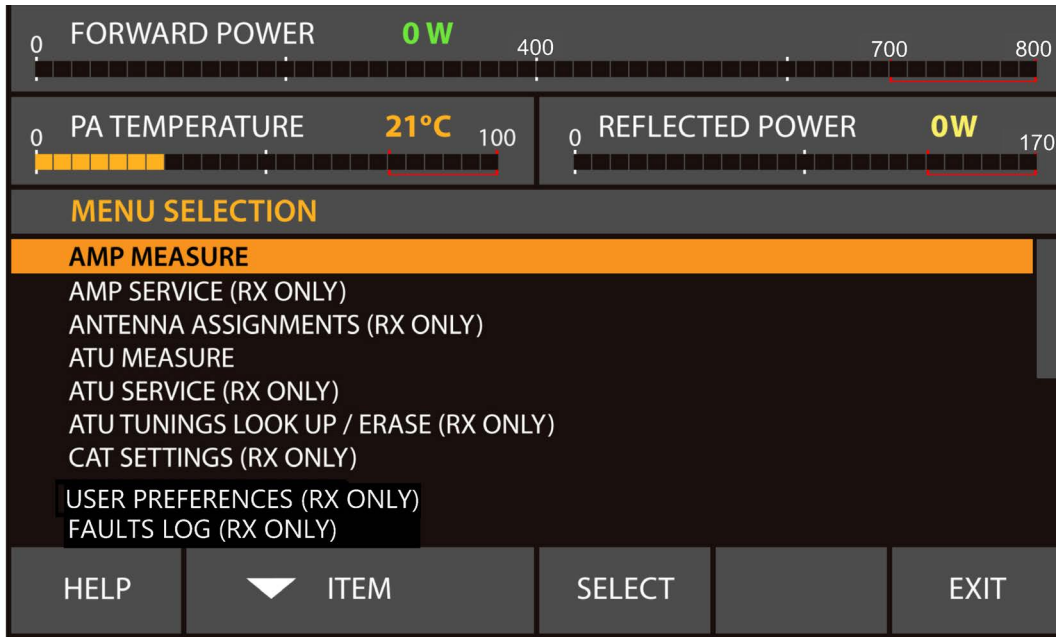 FORWARD POWER 0 W
0 400 700 800
PA TEMPERATURE 21°C
0 100
REFLECTED POWER 0W
0 170
MENU SELECTION
AMP MEASURE
AMP SERVICE (RX ONLY)
ANTENNA ASSIGNMENTS (RX ONLY)
ATU MEASURE
ATU SERVICE (RX ONLY)
ATU TUNINGS LOOK UP / ERASE (RX ONLY)
CAT SETTINGS (RX ONLY)
USER PREFERENCES (RX ONLY)
FAULTS LOG (RX ONLY)
HELP ITEM SELECT EXIT